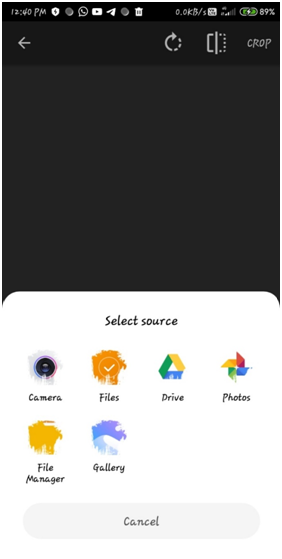 12:40 PM 0.0KB/s 89%
CROP
Select source
Camera Files Drive Photos
File Gallery
Manager
Cancel